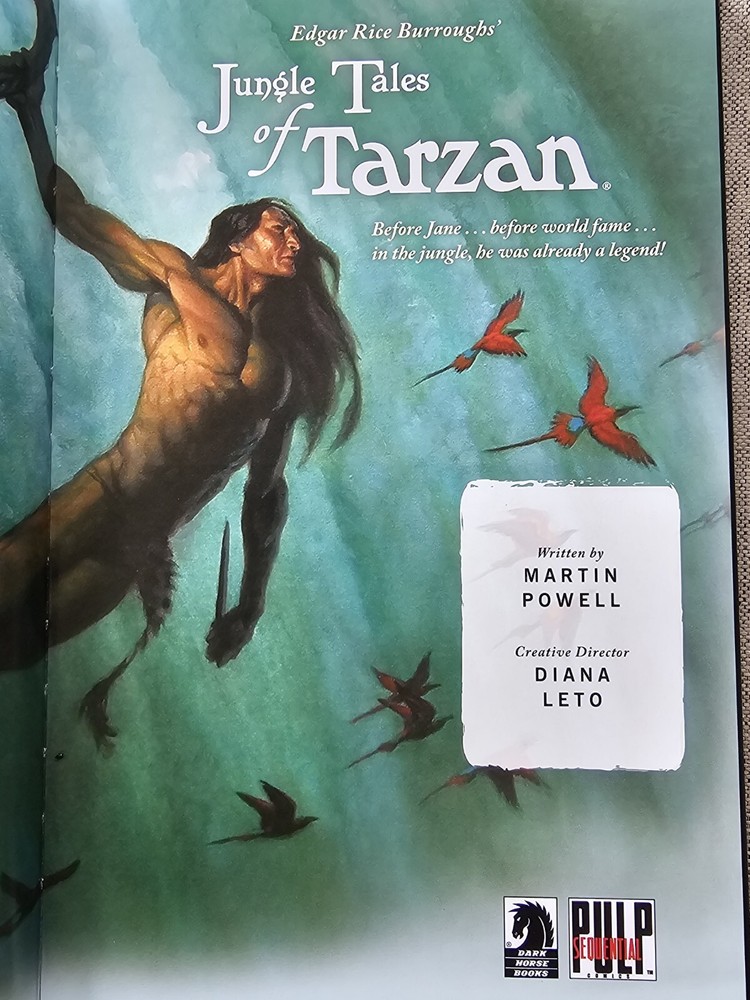 Edgar Rice Burroughs'
Jungle Tales
of Tarzan®
Before Jane . . . before world fame . . .
in the jungle, he was already a legend!
Written by
MARTIN
POWELL
Creative Director
DIANA
LETO
®
DARK
HORSE
BOOKS
PULP
SEQUENTIAL
COMICS
™